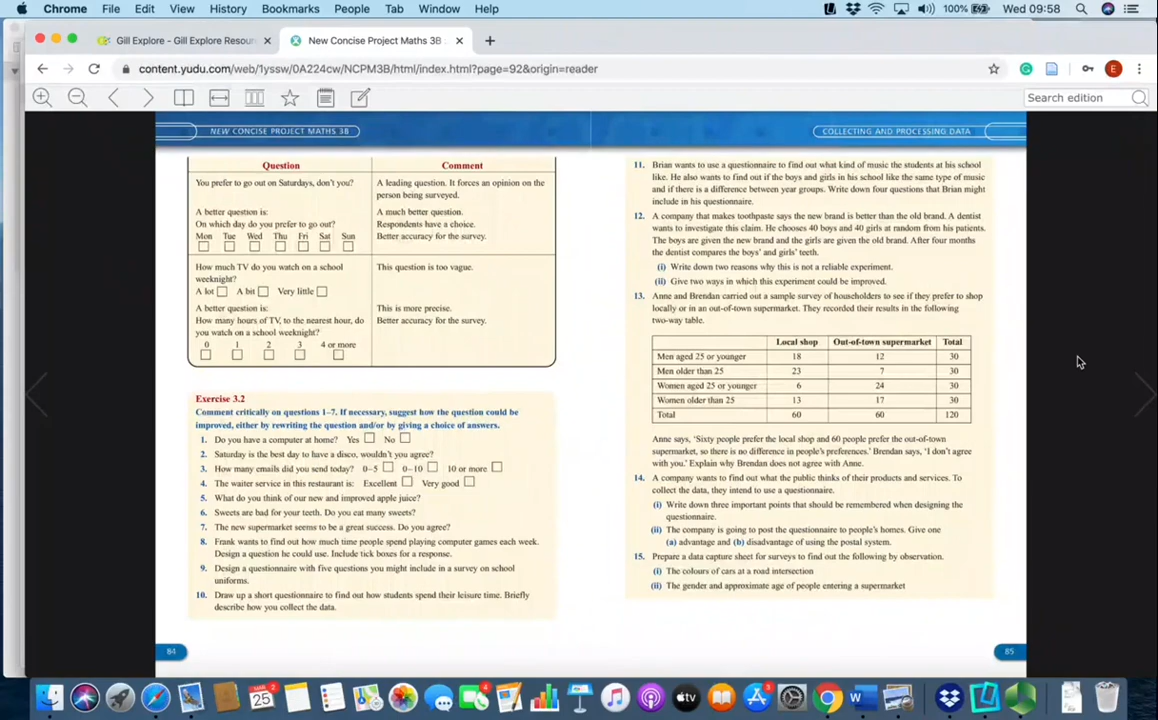 Chrome File Edit View History Bookmarks People Tab Window Help 100% Wed 09:58
Gill Explore - Gill Explore Resour
New Concise Project Maths 3B
content.yudu.com/web/1yssw/0A224cw/NCPM3B/html/index.html?page=92&origin=reader
E
Search edition
NEW CONCISE PROJECT MATHS 3B
Question Comment
You prefer to go out on Saturdays, don't you? A leading question. It forces an opinion on the
person being surveyed.
A better question is: A much better question.
On which day do you prefer to go out? Respondents have a choice.
Mon Tue Wed Thu Fri Sat Sun Better accuracy for the survey.
How much TV do you watch on a school This question is too vague.
weeknight?
A lot A bit Very little
A better question is: This is more precise.
How many hours of TV, to the nearest hour, do Better accuracy for the survey.
you watch on a school weeknight?
0 1 2 3 4 or more
Exercise 3.2
Comment critically on questions 1–7. If necessary, suggest how the question could be
improved, either by rewriting the question and/or by giving a choice of answers.
1. Do you have a computer at home? Yes No
2. Saturday is the best day to have a disco, wouldn't you agree?
3. How many emails did you send today? 0–5 0–10 10 or more
4. The waiter service in this restaurant is: Excellent Very good
5. What do you think of our new and improved apple juice?
6. Sweets are bad for your teeth. Do you eat many sweets?
7. The new supermarket seems to be a great success. Do you agree?
8. Frank wants to find out how much time people spend playing computer games each week.
Design a question he could use. Include tick boxes for a response.
9. Design a questionnaire with five questions you might include in a survey on school
uniforms.
10. Draw up a short questionnaire to find out how students spend their leisure time. Briefly
describe how you collect the data.
84
COLLECTING AND PROCESSING DATA
11. Brian wants to use a questionnaire to find out what kind of music the students at his school
like. He also wants to find out if the boys and girls in his school like the same type of music
and if there is a difference between year groups. Write down four questions that Brian might
include in his questionnaire.
12. A company that makes toothpaste says the new brand is better than the old brand. A dentist
wants to investigate this claim. He chooses 40 boys and 40 girls at random from his patients.
The boys are given the new brand and the girls are given the old brand. After four months
the dentist compares the boys' and girls' teeth.
(i) Write down two reasons why this is not a reliable experiment.
(ii) Give two ways in which this experiment could be improved.
13. Anne and Brendan carried out a sample survey of householders to see if they prefer to shop
locally or in an out-of-town supermarket. They recorded their results in the following
two-way table.
Local shop Out-of-town supermarket Total
Men aged 25 or younger 18 12 30
Men older than 25 23 7 30
Women aged 25 or younger 6 24 30
Women older than 25 13 17 30
Total 60 60 120
Anne says, 'Sixty people prefer the local shop and 60 people prefer the out-of-town
supermarket, so there is no difference in people's preferences.' Brendan says, 'I don't agree
with you.' Explain why Brendan does not agree with Anne.
14. A company wants to find out what the public thinks of their products and services. To
collect the data, they intend to use a questionnaire.
(i) Write down three important points that should be remembered when designing the
questionnaire.
(ii) The company is going to post the questionnaire to people's homes. Give one
(a) advantage and (b) disadvantage of using the postal system.
15. Prepare a data capture sheet for surveys to find out the following by observation.
(i) The colours of cars at a road intersection
(ii) The gender and approximate age of people entering a supermarket
85
25
tv
W